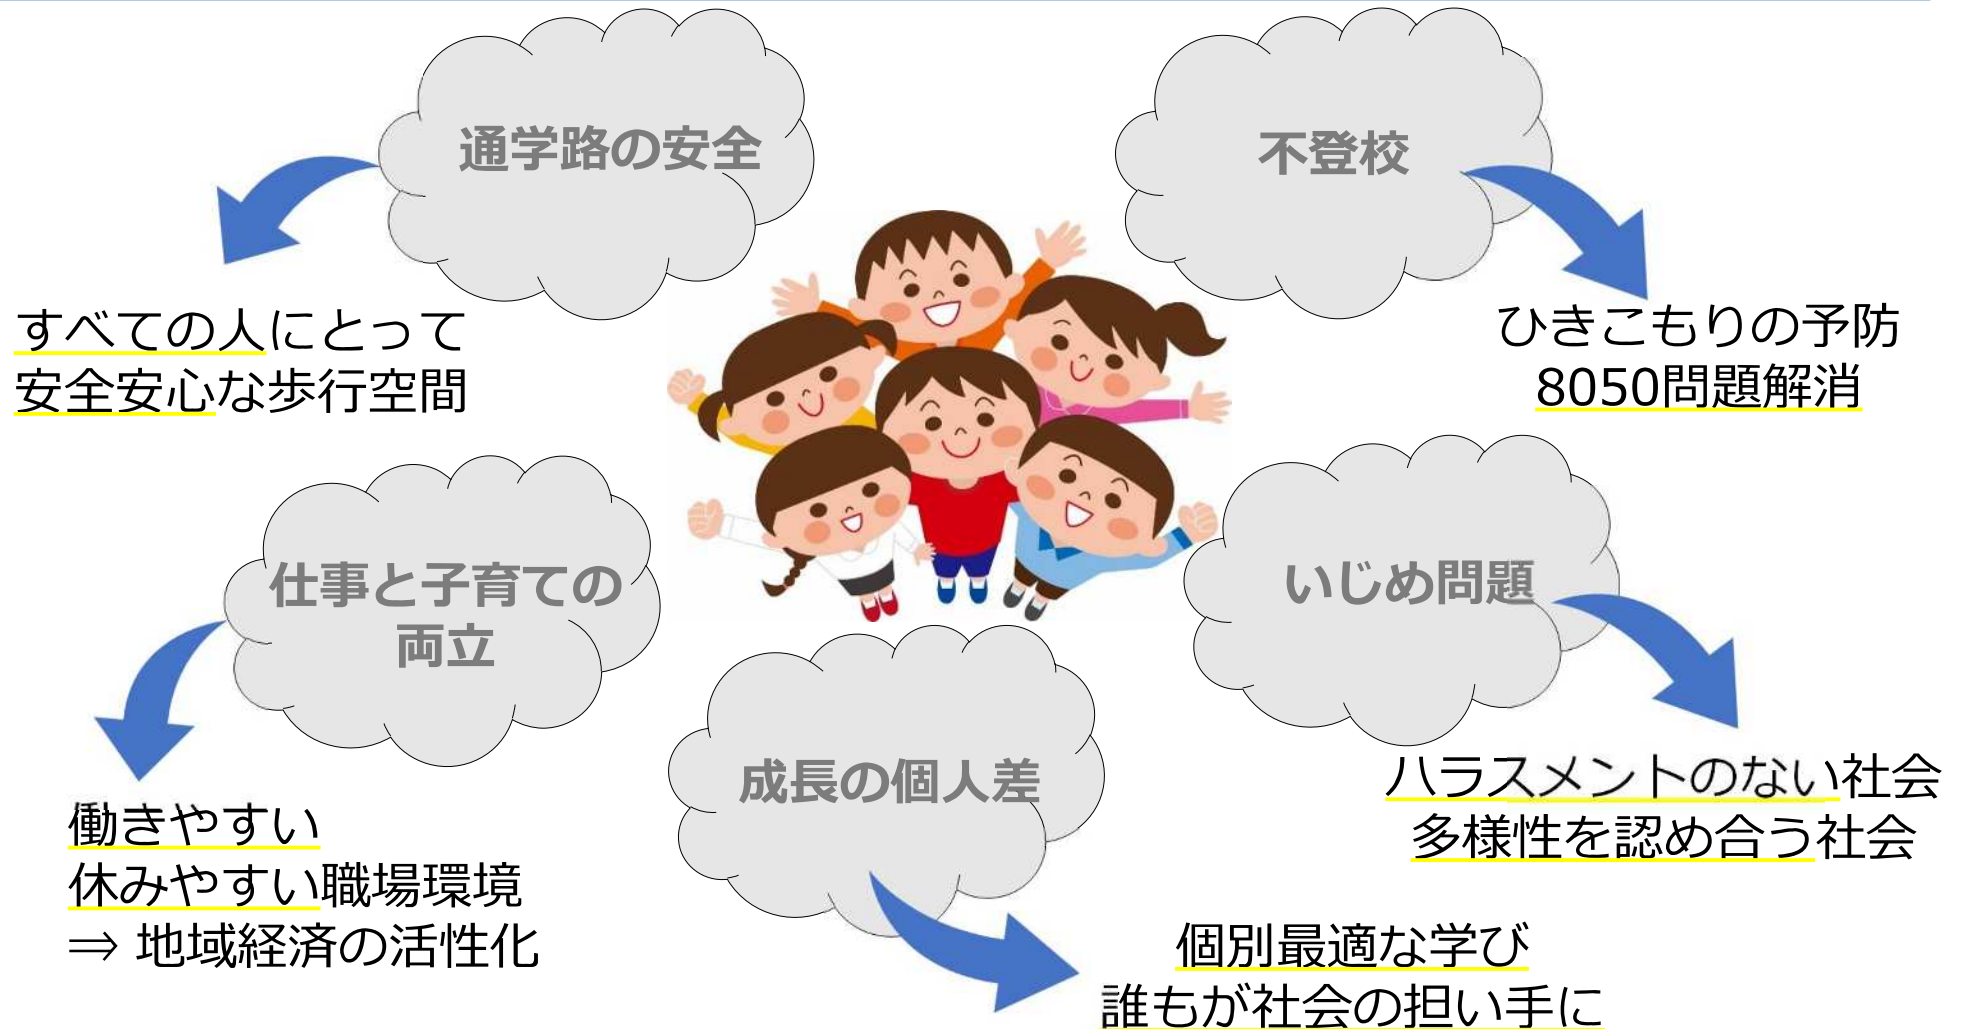 通学路の安全
不登校
すべての人にとって
安全安心な歩行空間
ひきこもりの予防
8050問題解消
仕事と子育ての
両立
いじめ問題
成長の個人差
働きやすい
休みやすい職場環境
⇒ 地域経済の活性化
ハラスメントのない社会
多様性を認め合う社会
個別最適な学び
誰もが社会の担い手に